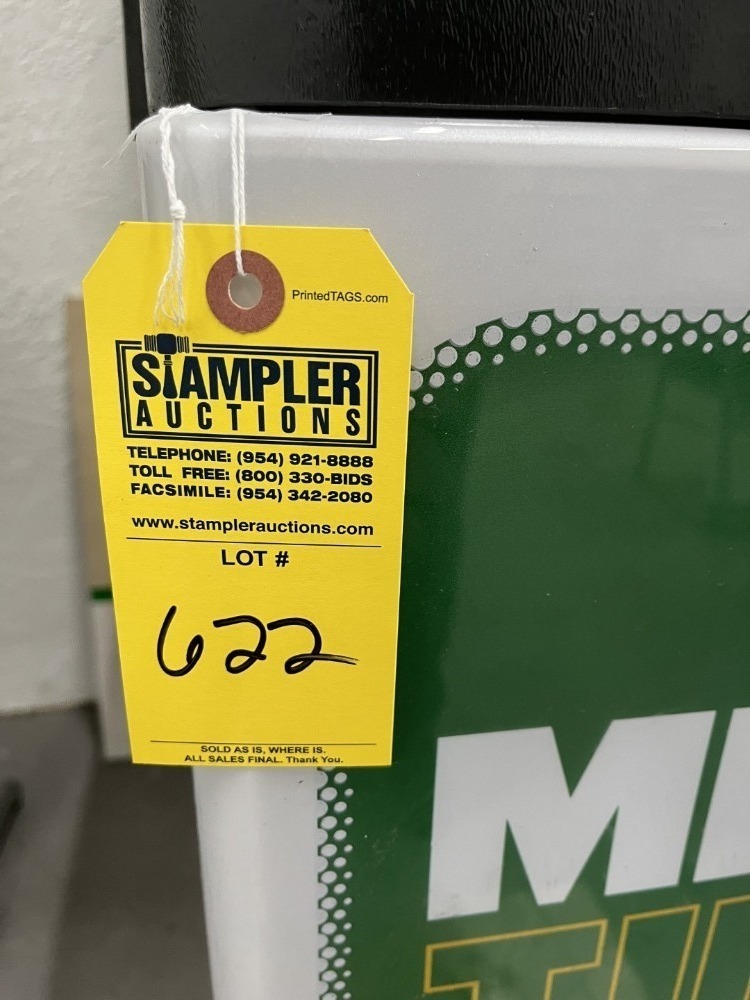 PrintedTAGS.com
STAMPLER
AUCTIONS
TELEPHONE: (954) 921-8888
TOLL FREE: (800) 330-BIDS
FACSIMILE: (954) 342-2080
www.stamplerauctions.com
LOT #
622
SOLD AS IS, WHERE IS.
ALL SALES FINAL. Thank You.